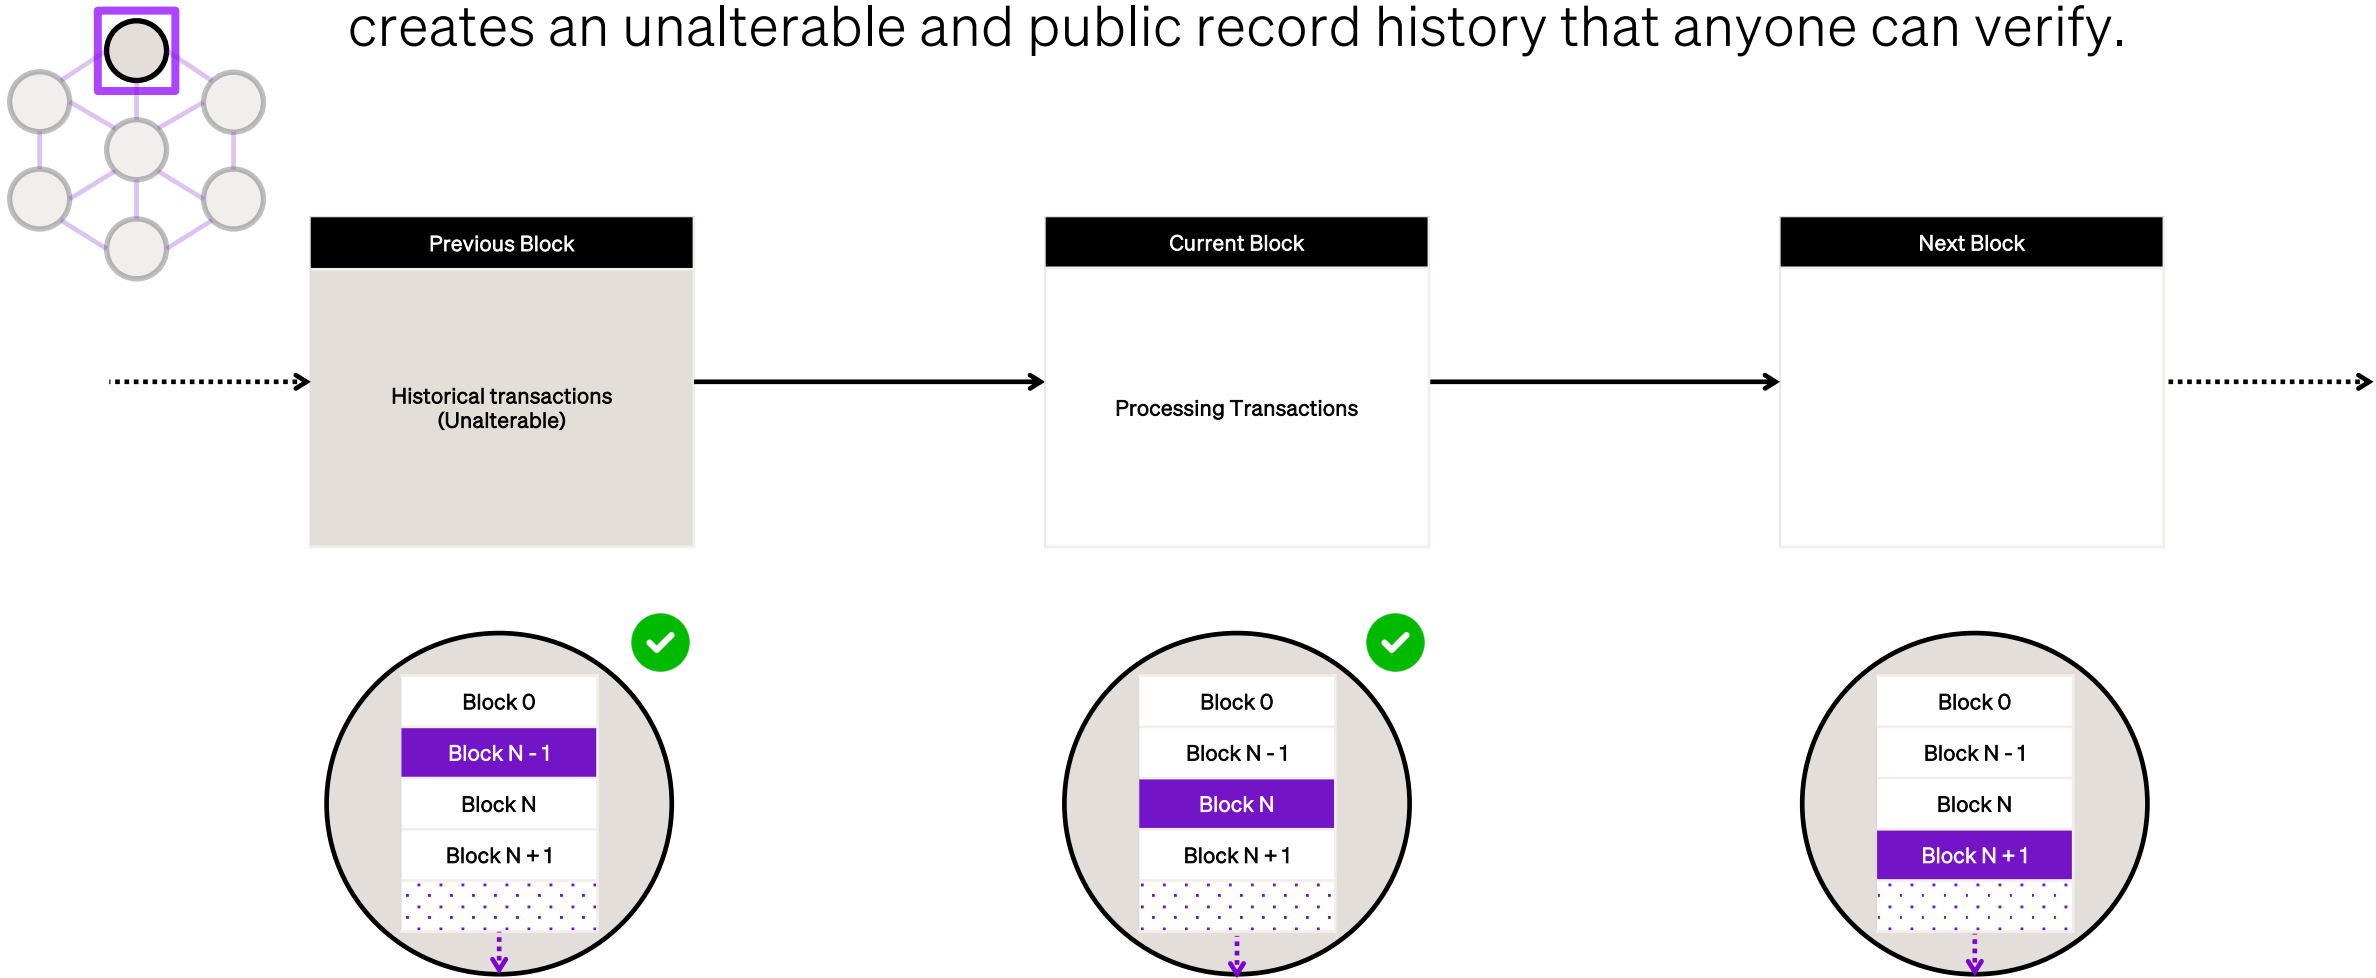 creates an unalterable and public record history that anyone can verify.
Previous Block
Current Block
Next Block
Historical transactions
(Unalterable)
Processing Transactions
Block 0
Block N - 1
Block N
Block N + 1
Block 0
Block N - 1
Block N
Block N + 1
Block 0
Block N - 1
Block N
Block N + 1